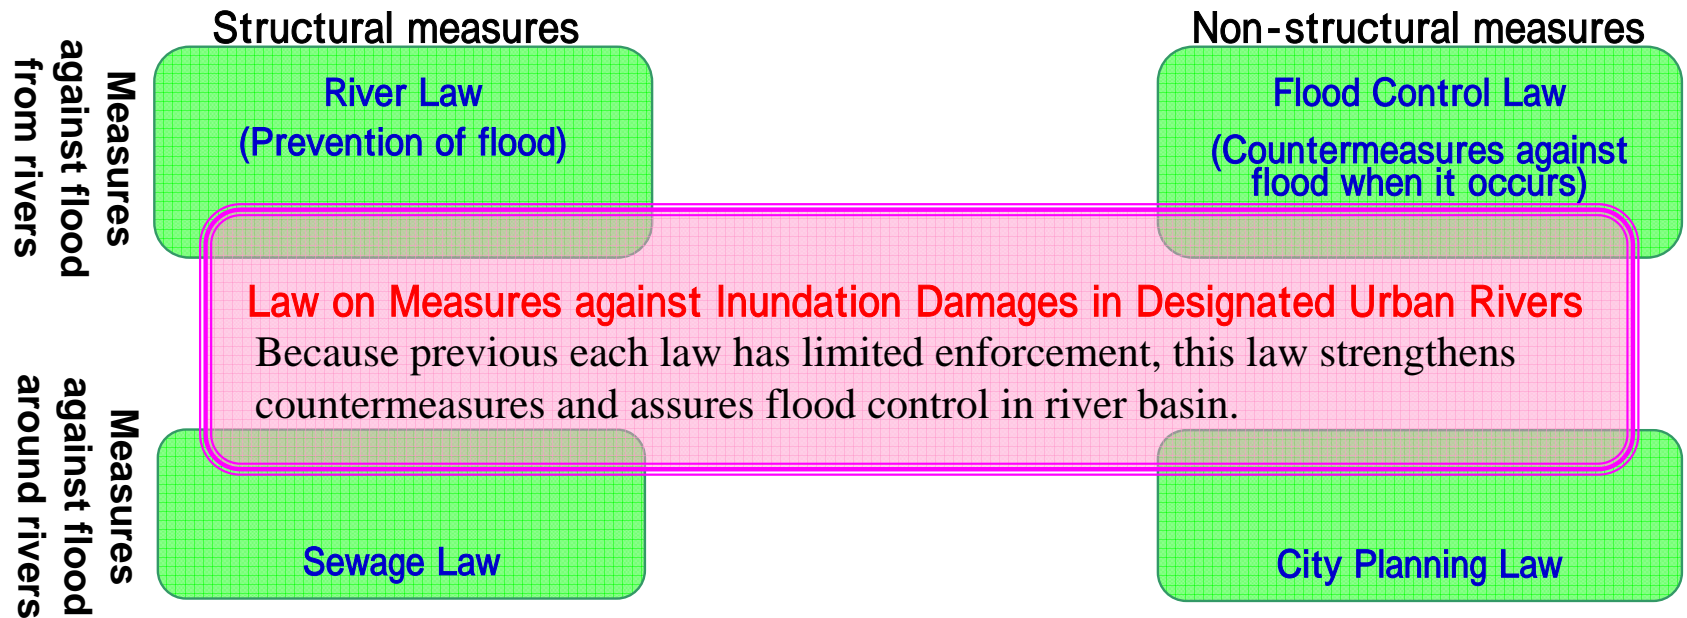 Structural measures
Non-structural measures
Measures
against flood
from rivers
River Law
(Prevention of flood)
Flood Control Law
(Countermeasures against
flood when it occurs)
Law on Measures against Inundation Damages in Designated Urban Rivers
Because previous each law has limited enforcement, this law strengthens
countermeasures and assures flood control in river basin.
Measures
against flood
around rivers
Sewage Law
City Planning Law